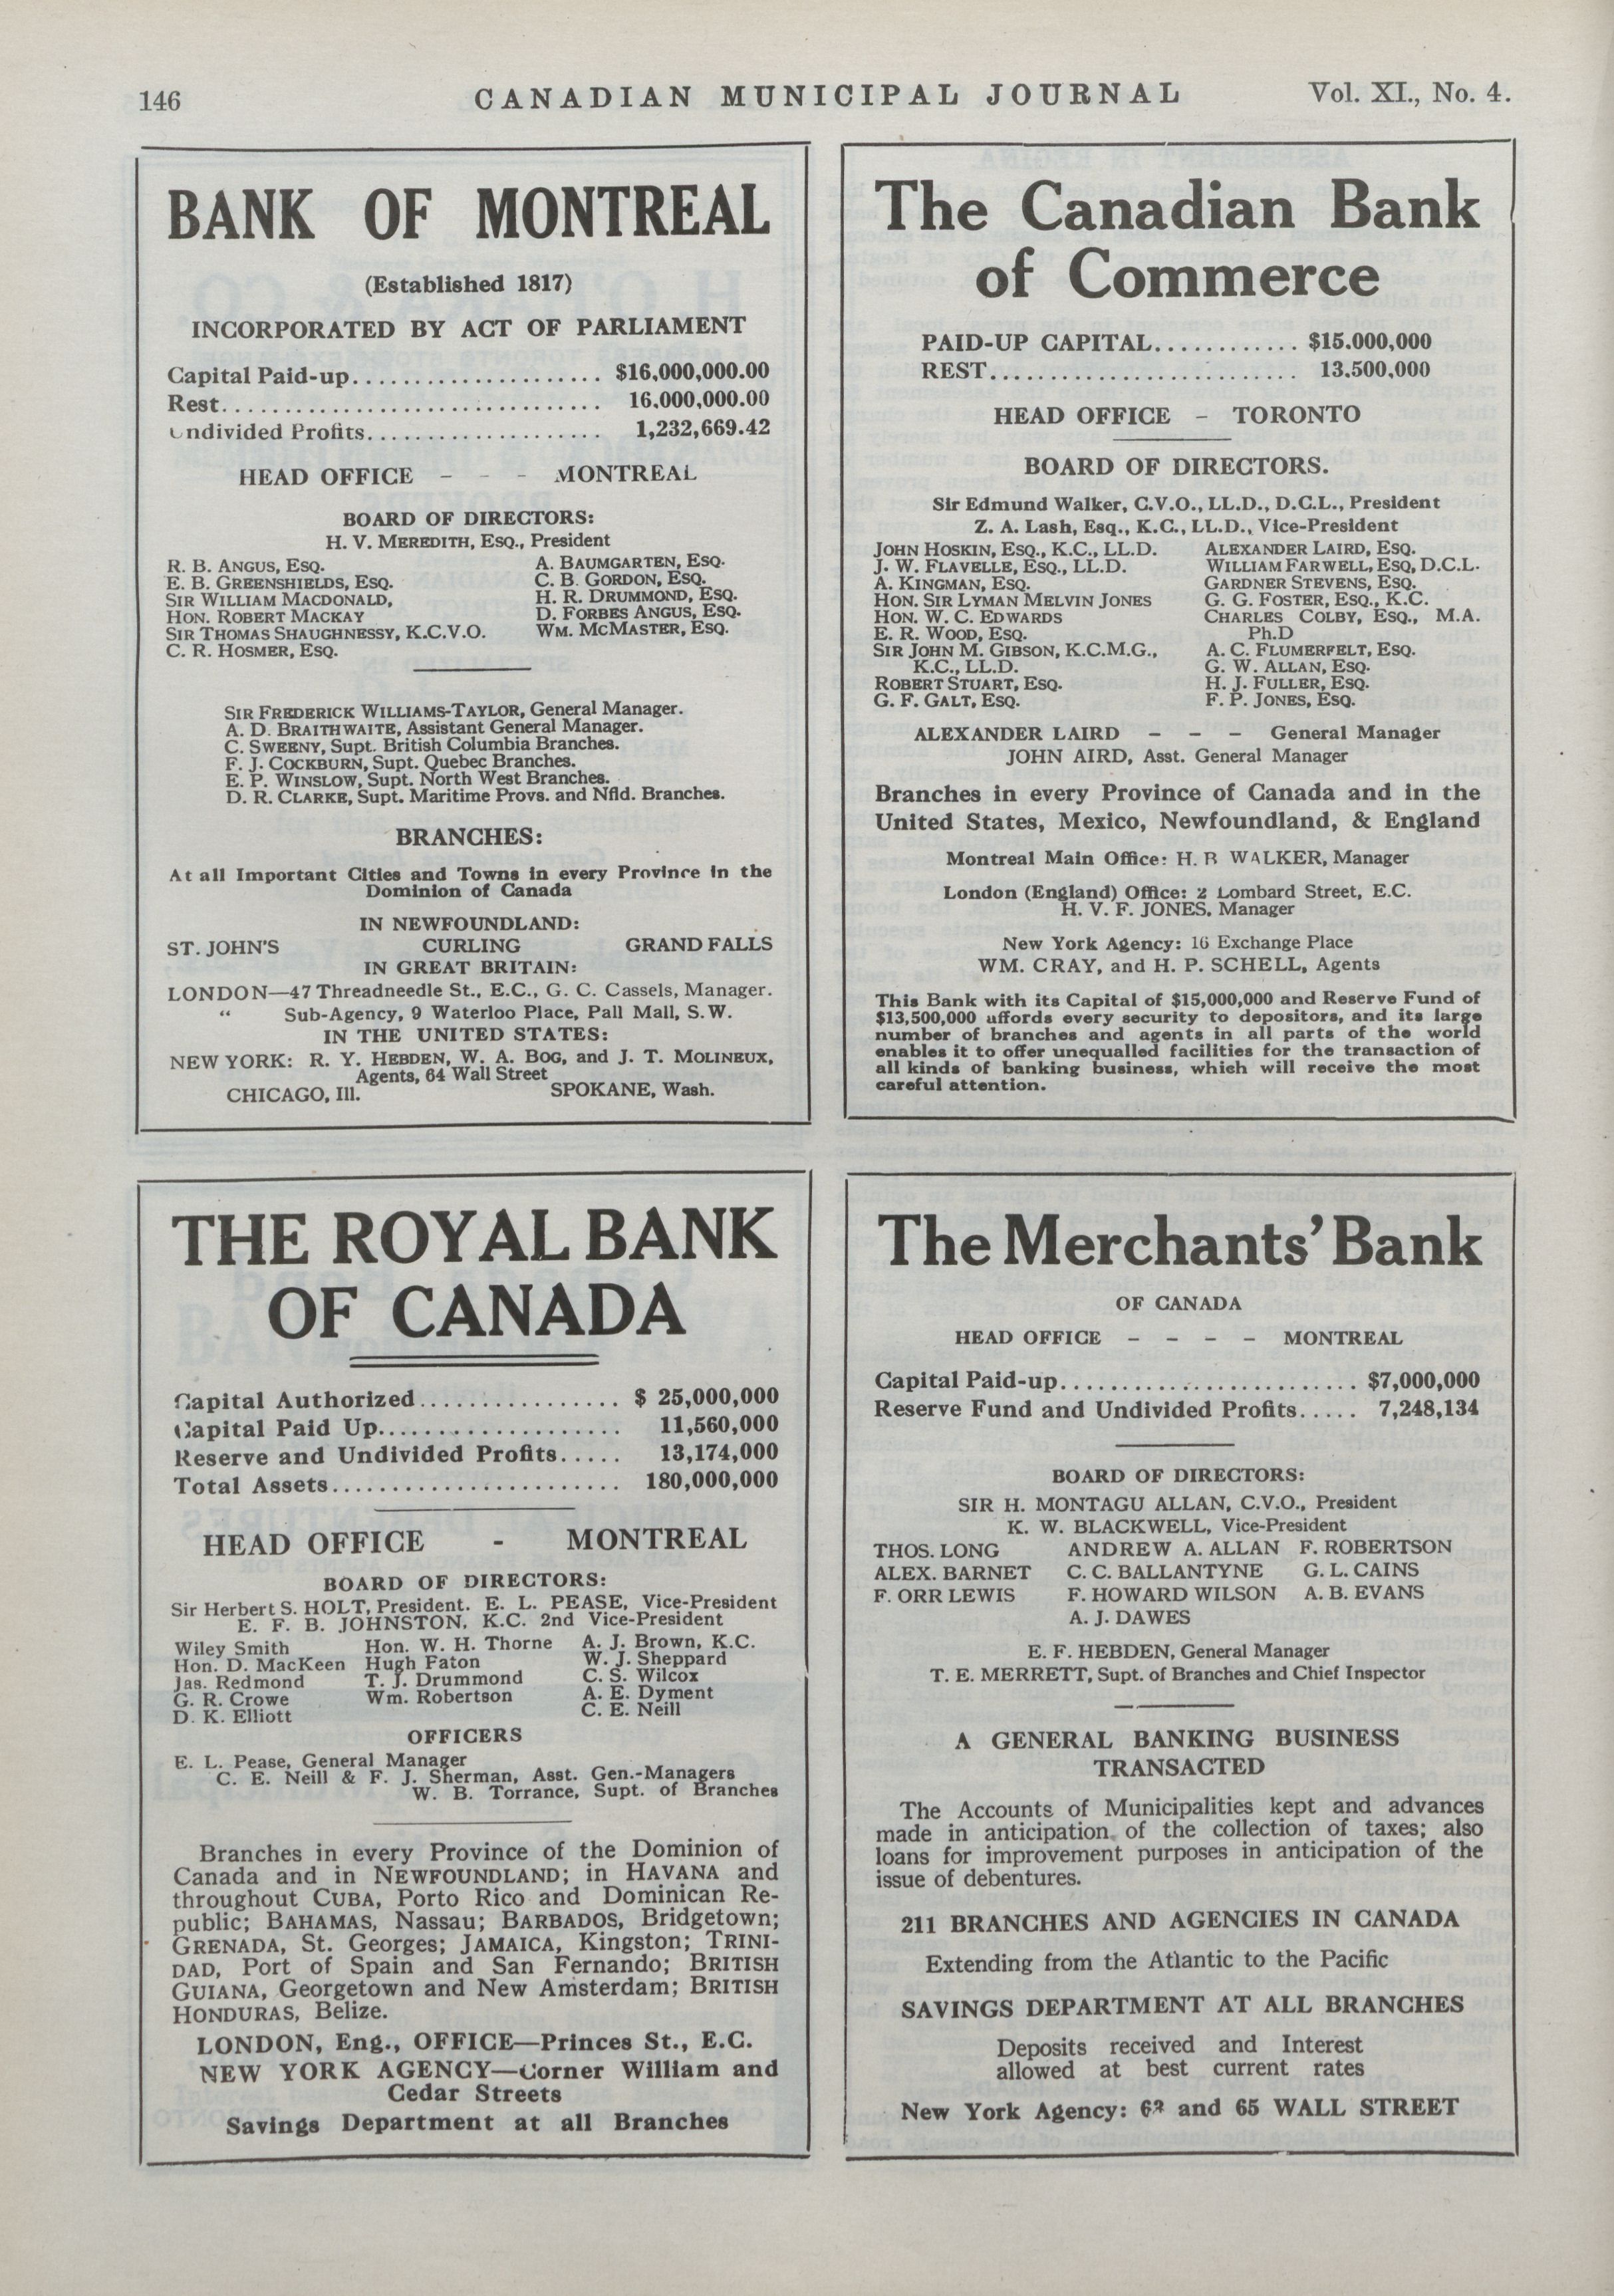 146 CANADIAN MUNICIPAL JOURNAL Vol. XI., No. 4.
BANK OF MONTREAL
(Established 1817)
INCORPORATED BY ACT OF PARLIAMENT
Capital Paid-up..................... $16,000,000.00
Rest............................... 16,000,000.00
Undivided Profits................... 1,232,669.42
HEAD OFFICE - - - MONTREAL
BOARD OF DIRECTORS:
H. V. MEREDITH, ESQ., President
R. B. ANGUS, ESQ. A. BAUMGARTEN, ESQ.
E. B. GREENSHIELDS, ESQ. C. B. GORDON, ESQ.
SIR WILLIAM MACDONALD, H. R. DRUMMOND, ESQ.
HON. ROBERT MACKAY D. FORBES ANGUS, ESQ.
SIR THOMAS SHAUGHNESSY, K.C.V.O. WM. MCMASTER, ESQ.
C. R. HOSMER, ESQ.
SIR FREDERICK WILLIAMS-TAYLOR, General Manager.
A. D. BRAITHWAITE, Assistant General Manager.
C. SWEENY, Supt. British Columbia Branches.
F. J. COCKBURN, Supt. Quebec Branches.
E. P. WINSLOW, Supt. North West Branches.
D. R. CLARKE, Supt. Maritime Provs. and Nfld. Branches.
BRANCHES:
At all Important Cities and Towns in every Province in the
Dominion of Canada
IN NEWFOUNDLAND:
ST. JOHN'S CURLING GRAND FALLS
IN GREAT BRITAIN:
LONDON—47 Threadneedle St., E.C., G. C. Cassels, Manager.
" Sub-Agency, 9 Waterloo Place, Pall Mall, S.W.
IN THE UNITED STATES:
NEW YORK: R. Y. HEBDEN, W. A. BOG, and J. T. MOLINEUX,
Agents, 64 Wall Street
CHICAGO, Ill. SPOKANE, Wash.
The Canadian Bank
of Commerce
PAID-UP CAPITAL............ $15.000,000
REST.......................... 13.500,000
HEAD OFFICE - TORONTO
BOARD OF DIRECTORS.
Sir Edmund Walker, C.V.O., LL.D., D.C.L., President
Z. A. Lash, Esq., K.C., LL.D., Vice-President
JOHN HOSKIN, ESQ., K.C., LL.D. ALEXANDER LAIRD, ESQ.
J. W. FLAVELLE, ESQ., LL.D. WILLIAM FARWELL, ESQ, D.C.L.
A. KINGMAN, ESQ. GARDNER STEVENS, ESQ.
HON. SIR LYMAN MELVIN JONES G. G. FOSTER, ESQ., K.C.
HON. W. C. EDWARDS CHARLES COLBY, ESQ., M.A.
E. R. WOOD, ESQ. Ph.D
SIR JOHN M. GIBSON, K.C.M.G., A. C. FLUMERFELT, ESQ.
K.C., LL.D. G. W. ALLAN, ESQ.
ROBERT STUART, ESQ. H. J. FULLER, ESQ.
G. F. GALT, ESQ. F. P. JONES, ESQ.
ALEXANDER LAIRD - - - General Manager
JOHN AIRD, Asst. General Manager
Branches in every Province of Canada and in the
United States, Mexico, Newfoundland, & England
Montreal Main Office: H. B WALKER, Manager
London (England) Office: 2 Lombard Street, E.C.
H. V. F. JONES. Manager
New York Agency: 16 Exchange Place
WM. CRAY, and H. P. SCHELL, Agents
This Bank with its Capital of $15,000,000 and Reserve Fund of
$13,500,000 affords every security to depositors, and its large
number of branches and agents in all parts of the world
enables it to offer unequalled facilities for the transaction of
all kinds of banking business, which will receive the most
careful attention.
THE ROYAL BANK
OF CANADA
Capital Authorized................ $ 25,000,000
Capital Paid Up................... 11,560,000
Reserve and Undivided Profits..... 13,174,000
Total Assets....................... 180,000,000
HEAD OFFICE - MONTREAL
BOARD OF DIRECTORS:
Sir Herbert S. HOLT, President. E. L. PEASE, Vice-President
E. F. B. JOHNSTON, K.C. 2nd Vice-President
Wiley Smith Hon. W. H. Thorne A. J. Brown, K.C.
Hon. D. MacKeen Hugh Faton W. J. Sheppard
Jas. Redmond T. J. Drummond C. S. Wilcox
G. R. Crowe Wm. Robertson A. E. Dyment
D. K. Elliott C. E. Neill
OFFICERS
E. L. Pease, General Manager
C. E. Neill & F. J. Sherman, Asst. Gen.-Managers
W. B. Torrance, Supt. of Branches
Branches in every Province of the Dominion of
Canada and in NEWFOUNDLAND; in HAVANA and
throughout CUBA, Porto Rico and Dominican Re-
public; BAHAMAS, Nassau; BARBADOS, Bridgetown;
GRENADA, St. Georges; JAMAICA, Kingston; TRINI-
DAD, Port of Spain and San Fernando; BRITISH
GUIANA, Georgetown and New Amsterdam; BRITISH
HONDURAS, Belize.
LONDON, Eng., OFFICE—Princes St., E.C.
NEW YORK AGENCY—Corner William and
Cedar Streets
Savings Department at all Branches
The Merchants' Bank
OF CANADA
HEAD OFFICE - - - - MONTREAL
Capital Paid-up........................ $7,000,000
Reserve Fund and Undivided Profits..... 7,248,134
BOARD OF DIRECTORS:
SIR H. MONTAGU ALLAN, C.V.O., President
K. W. BLACKWELL, Vice-President
THOS. LONG ANDREW A. ALLAN F. ROBERTSON
ALEX. BARNET C. C. BALLANTYNE G. L. CAINS
F. ORR LEWIS F. HOWARD WILSON A. B. EVANS
A. J. DAWES
E. F. HEBDEN, General Manager
T. E. MERRETT, Supt. of Branches and Chief Inspector
A GENERAL BANKING BUSINESS
TRANSACTED
The Accounts of Municipalities kept and advances
made in anticipation of the collection of taxes; also
loans for improvement purposes in anticipation of the
issue of debentures.
211 BRANCHES AND AGENCIES IN CANADA
Extending from the Atlantic to the Pacific
SAVINGS DEPARTMENT AT ALL BRANCHES
Deposits received and Interest
allowed at best current rates
New York Agency: and 65 WALL STREET